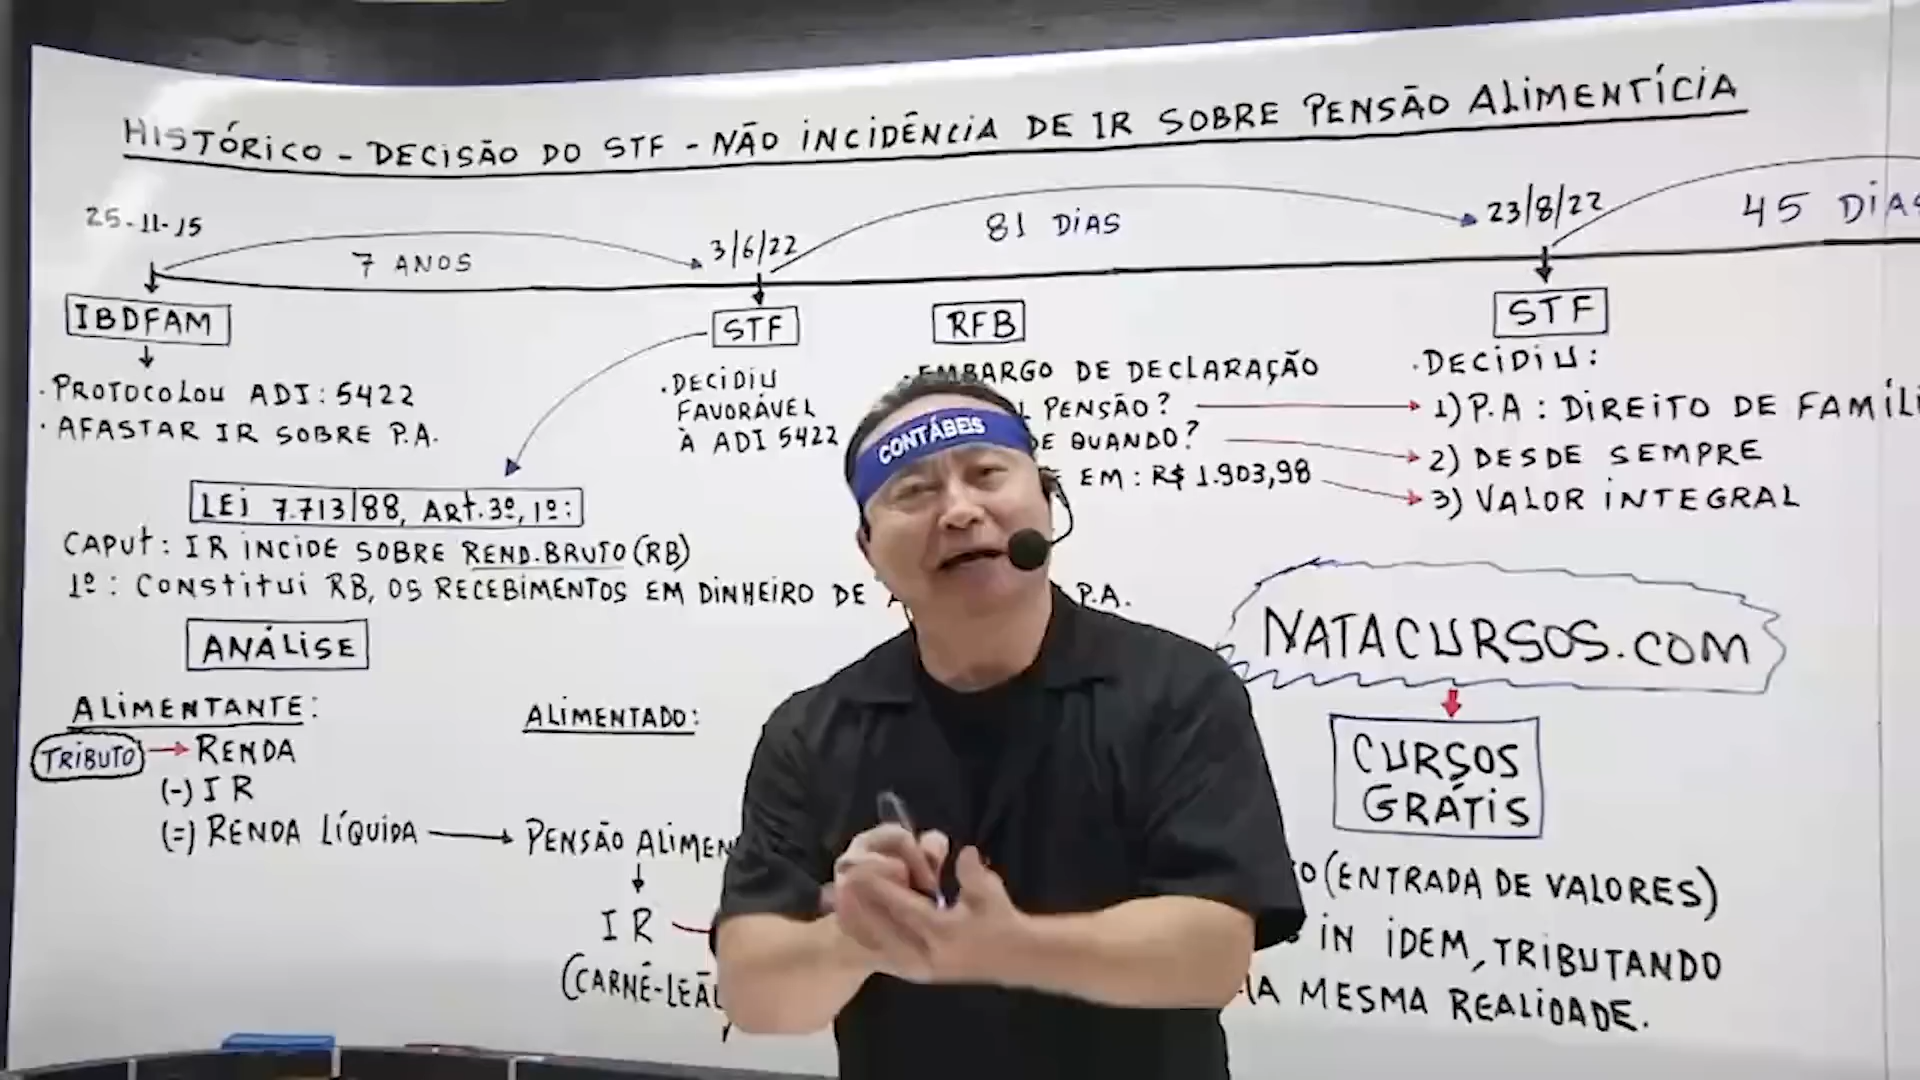 HISTÓRICO - DECISÃO DO STF - NÃO INCIDÊNCIA DE IR SOBRE PENSÃO ALIMENTÍCIA
25-11-15
7 ANOS
3/6/22
81 DIAS
23/8/22
45 DIAS
IBDFAM
STF
RFB
STF
. PROTOCOLOU ADI: 5422
. AFASTAR IR SOBRE P.A.
. DECIDIU
FAVORÁVEL
À ADI 5422
. EMBARGO DE DECLARAÇÃO
PENSÃO?
DE QUANDO?
EM: R$ 1.903,98
. DECIDIU:
1) P.A: DIREITO DE FAMÍLI
2) DESDE SEMPRE
3) VALOR INTEGRAL
CONTÁBEIS
LEI 7.713/88, ART. 3º, 1º:
CAPUT: IR INCIDE SOBRE REND. BRUTO (RB)
1º: CONSTITUI RB, OS RECEBIMENTOS EM DINHEIRO DE P.A.
ANÁLISE
NATACURSOS.COM
CURSOS
GRÁTIS
ALIMENTANTE:
TRIBUTO RENDA
(-) IR
(=) RENDA LÍQUIDA
ALIMENTADO:
PENSÃO ALIMEN
IR
(CARNÊ-LEÃ
(ENTRADA DE VALORES)
IN IDEM, TRIBUTANDO
MESMA REALIDADE.